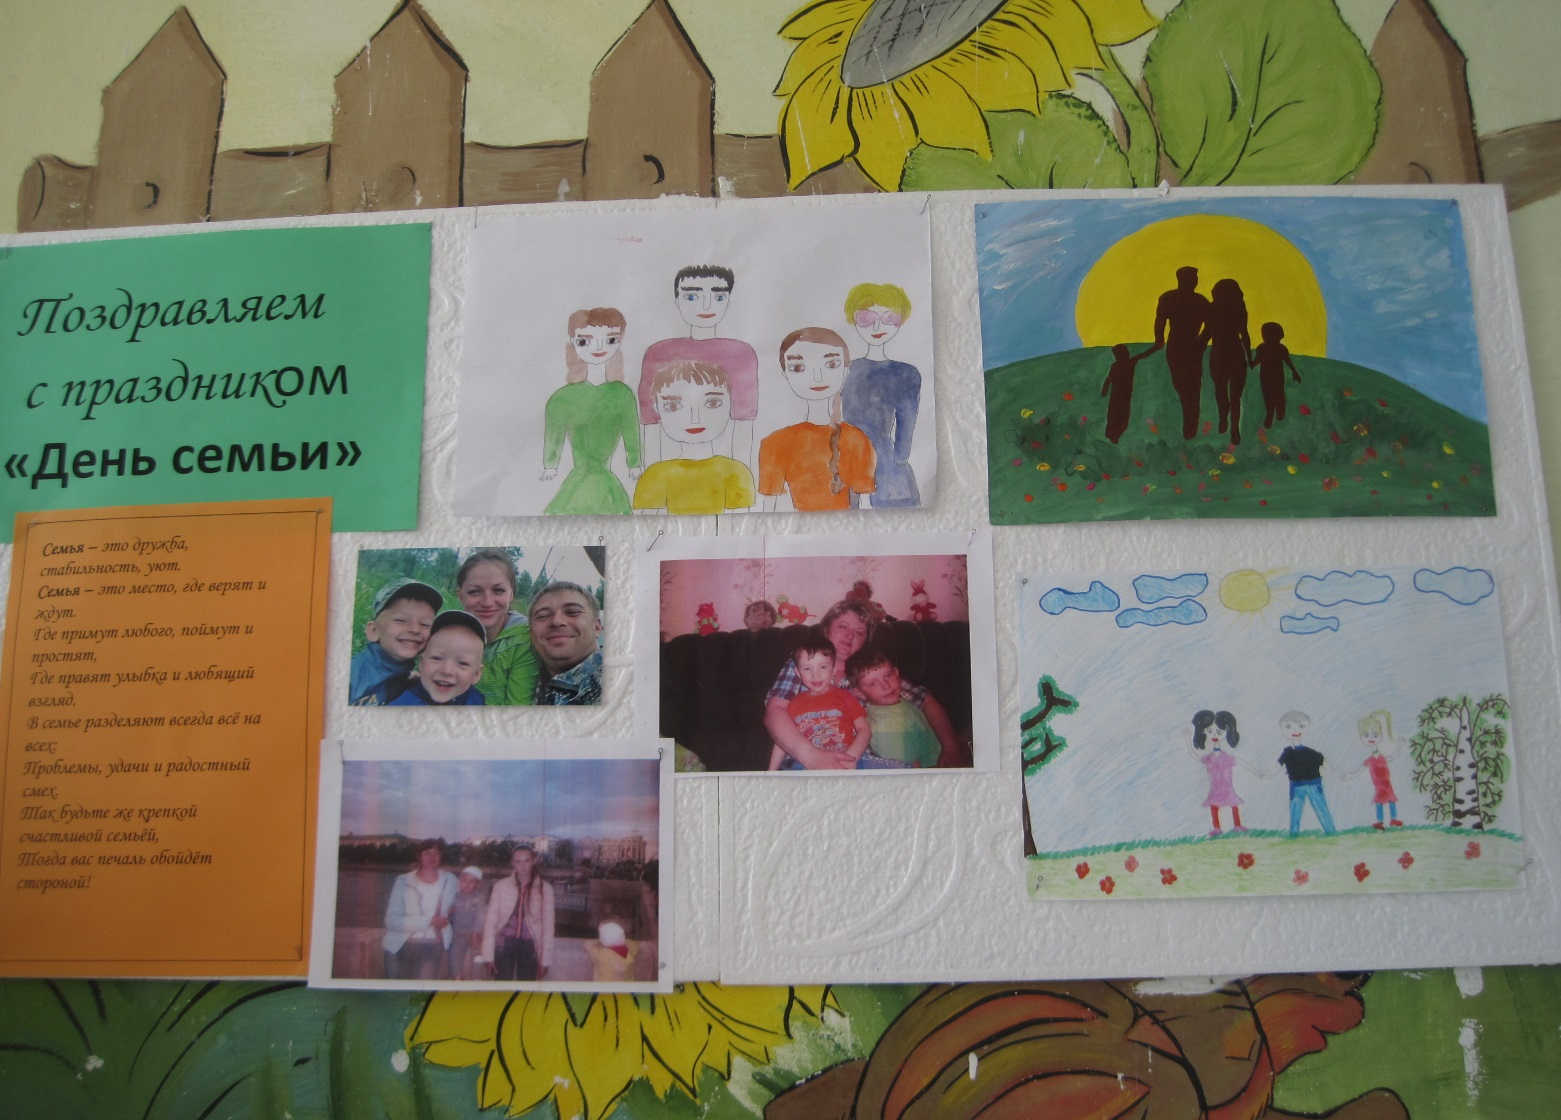 Поздравляем
с праздником
«День семьи»
Семья – это дружба,
стабильность, уют.
Семья – это место, где верят и
ждут.
Где примут любого, поймут и
простят,
Где правят улыбка и любящий
взгляд.
В семье разделяют всегда всё на
всех:
Проблемы, удачи и радостный
смех,
Так будьте же крепкой
счастливой семьёй,
Тогда вас печаль обойдёт
стороной!